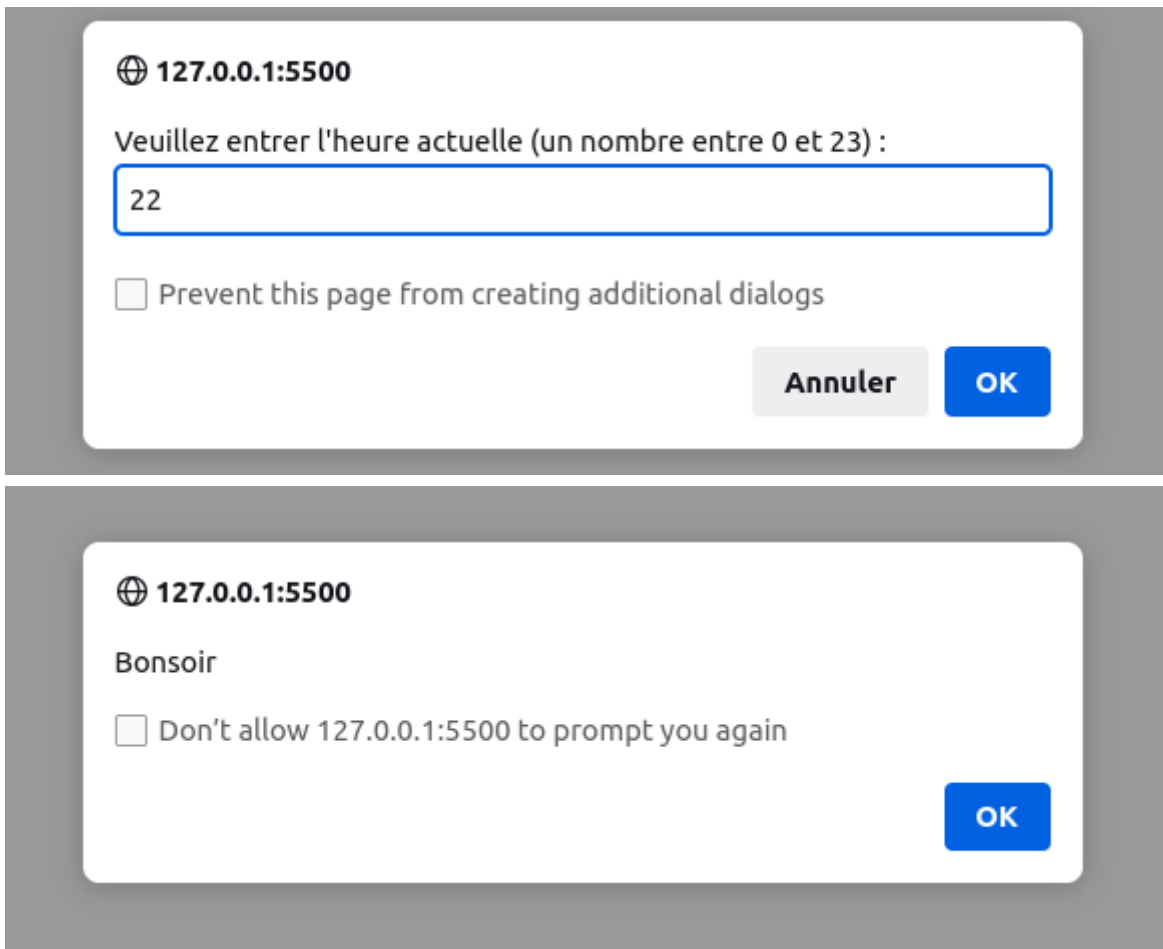 127.0.0.1:5500
Veuillez entrer l'heure actuelle (un nombre entre 0 et 23) :
22
Prevent this page from creating additional dialogs
Annuler OK
127.0.0.1:5500
Bonsoir
Don’t allow 127.0.0.1:5500 to prompt you again
OK